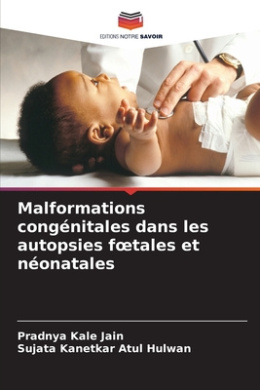 EDITIONS NOTRE SAVOIR
Malformations
congénitales dans les
autopsies fœtales et
néonatales
Pradnya Kale Jain
Sujata Kanetkar Atul Hulwan